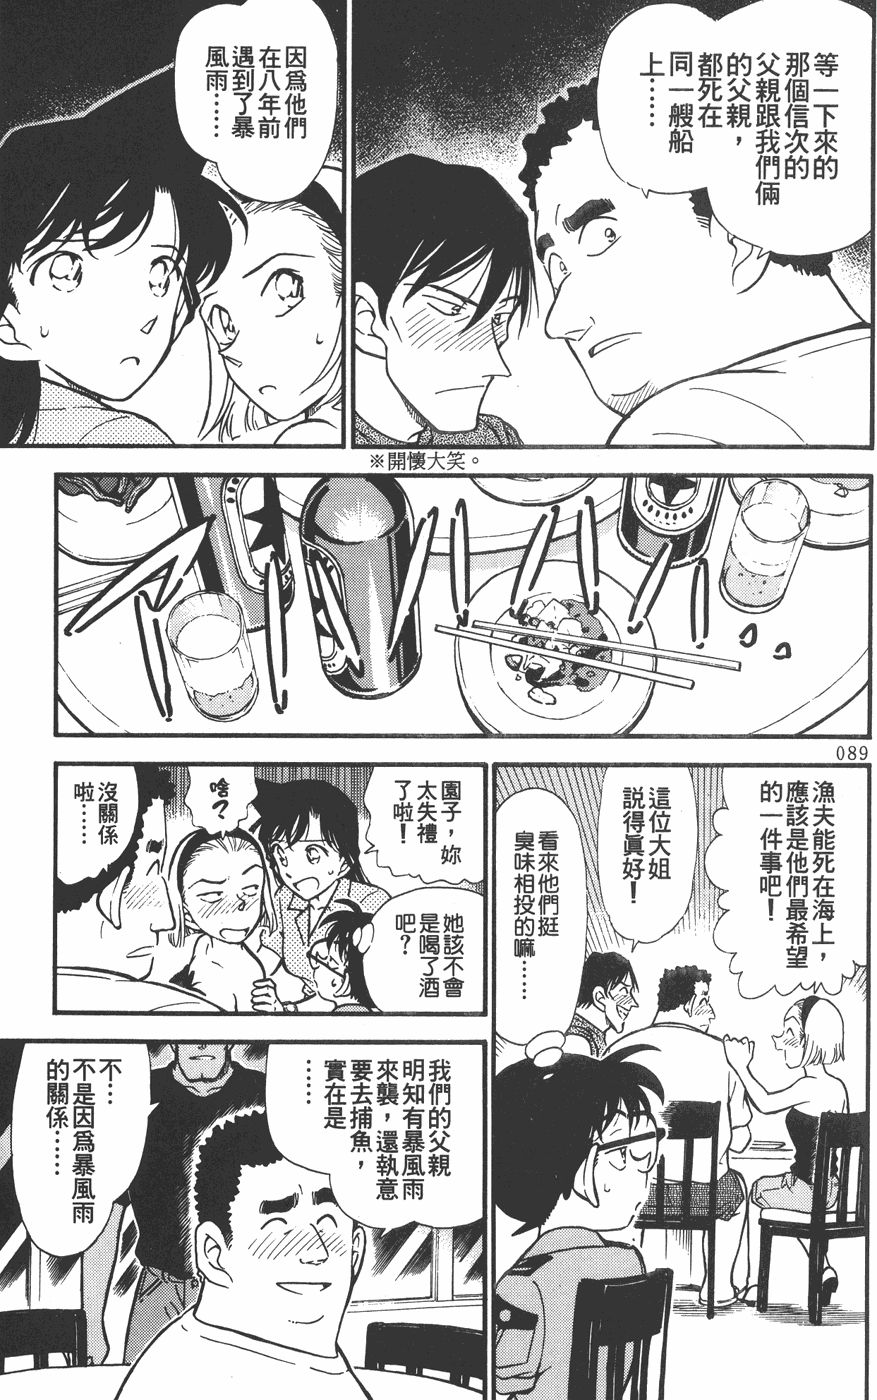 等一下來的
那個信次的
父親跟我們倆
的父親，
都死在
同一艘船
上……
因為他們
在八年前
遇到了暴
風雨……
※開懷大笑。
ハハハハハハ
089
漁夫能死在海上，
應該是他們最希望
的一件事吧！
這位大姐
說得真好！
看來他們挺
臭味相投的嘛……
園子，妳
太失禮
了啦！
啥？
沒關係
啦……
她該不會
是喝了酒
吧？
我們的父親
明知有暴風雨
來襲，還執意
要去捕魚，
實在是
……
不…
不是因為暴風雨
的關係……